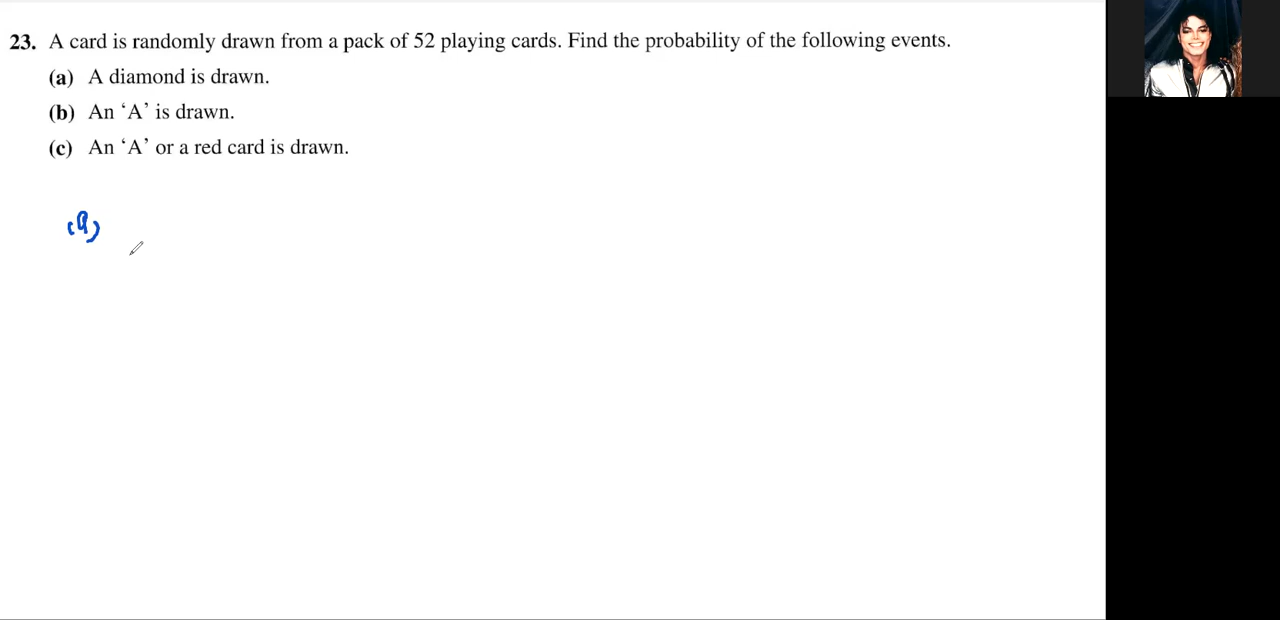 23. A card is randomly drawn from a pack of 52 playing cards. Find the probability of the following events.
(a) A diamond is drawn.
(b) An ‘A’ is drawn.
(c) An ‘A’ or a red card is drawn.
(a)